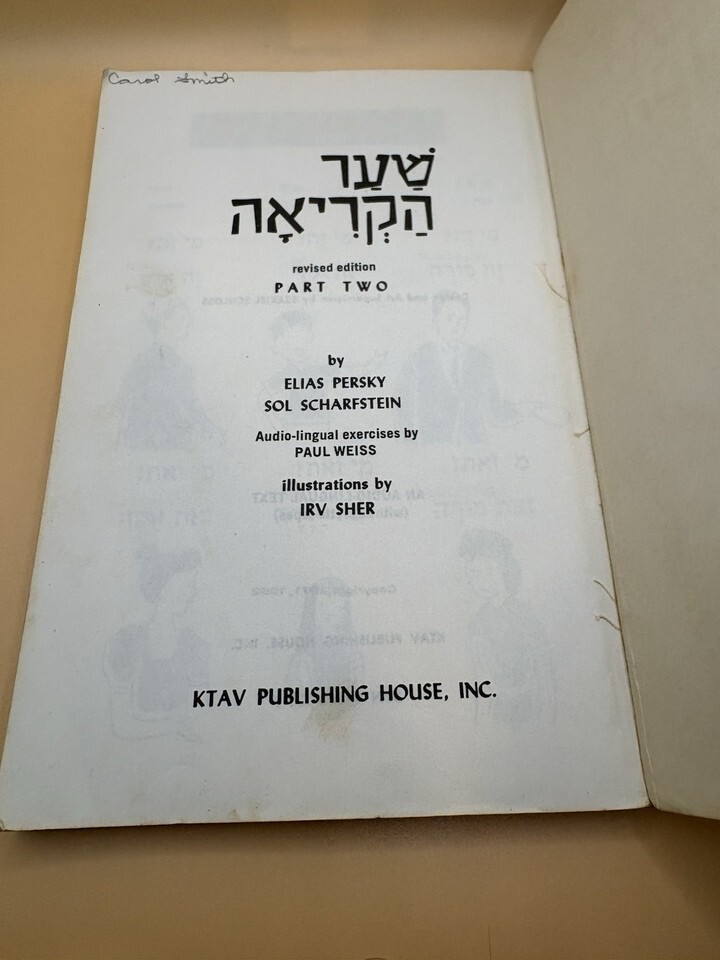 Carol Smith
שַׁעַר
הַקְרִיאָה
revised edition
PART TWO
by
ELIAS PERSKY
SOL SCHARFSTEIN
Audio-lingual exercises by
PAUL WEISS
illustrations by
IRV SHER
KTAV PUBLISHING HOUSE, INC.